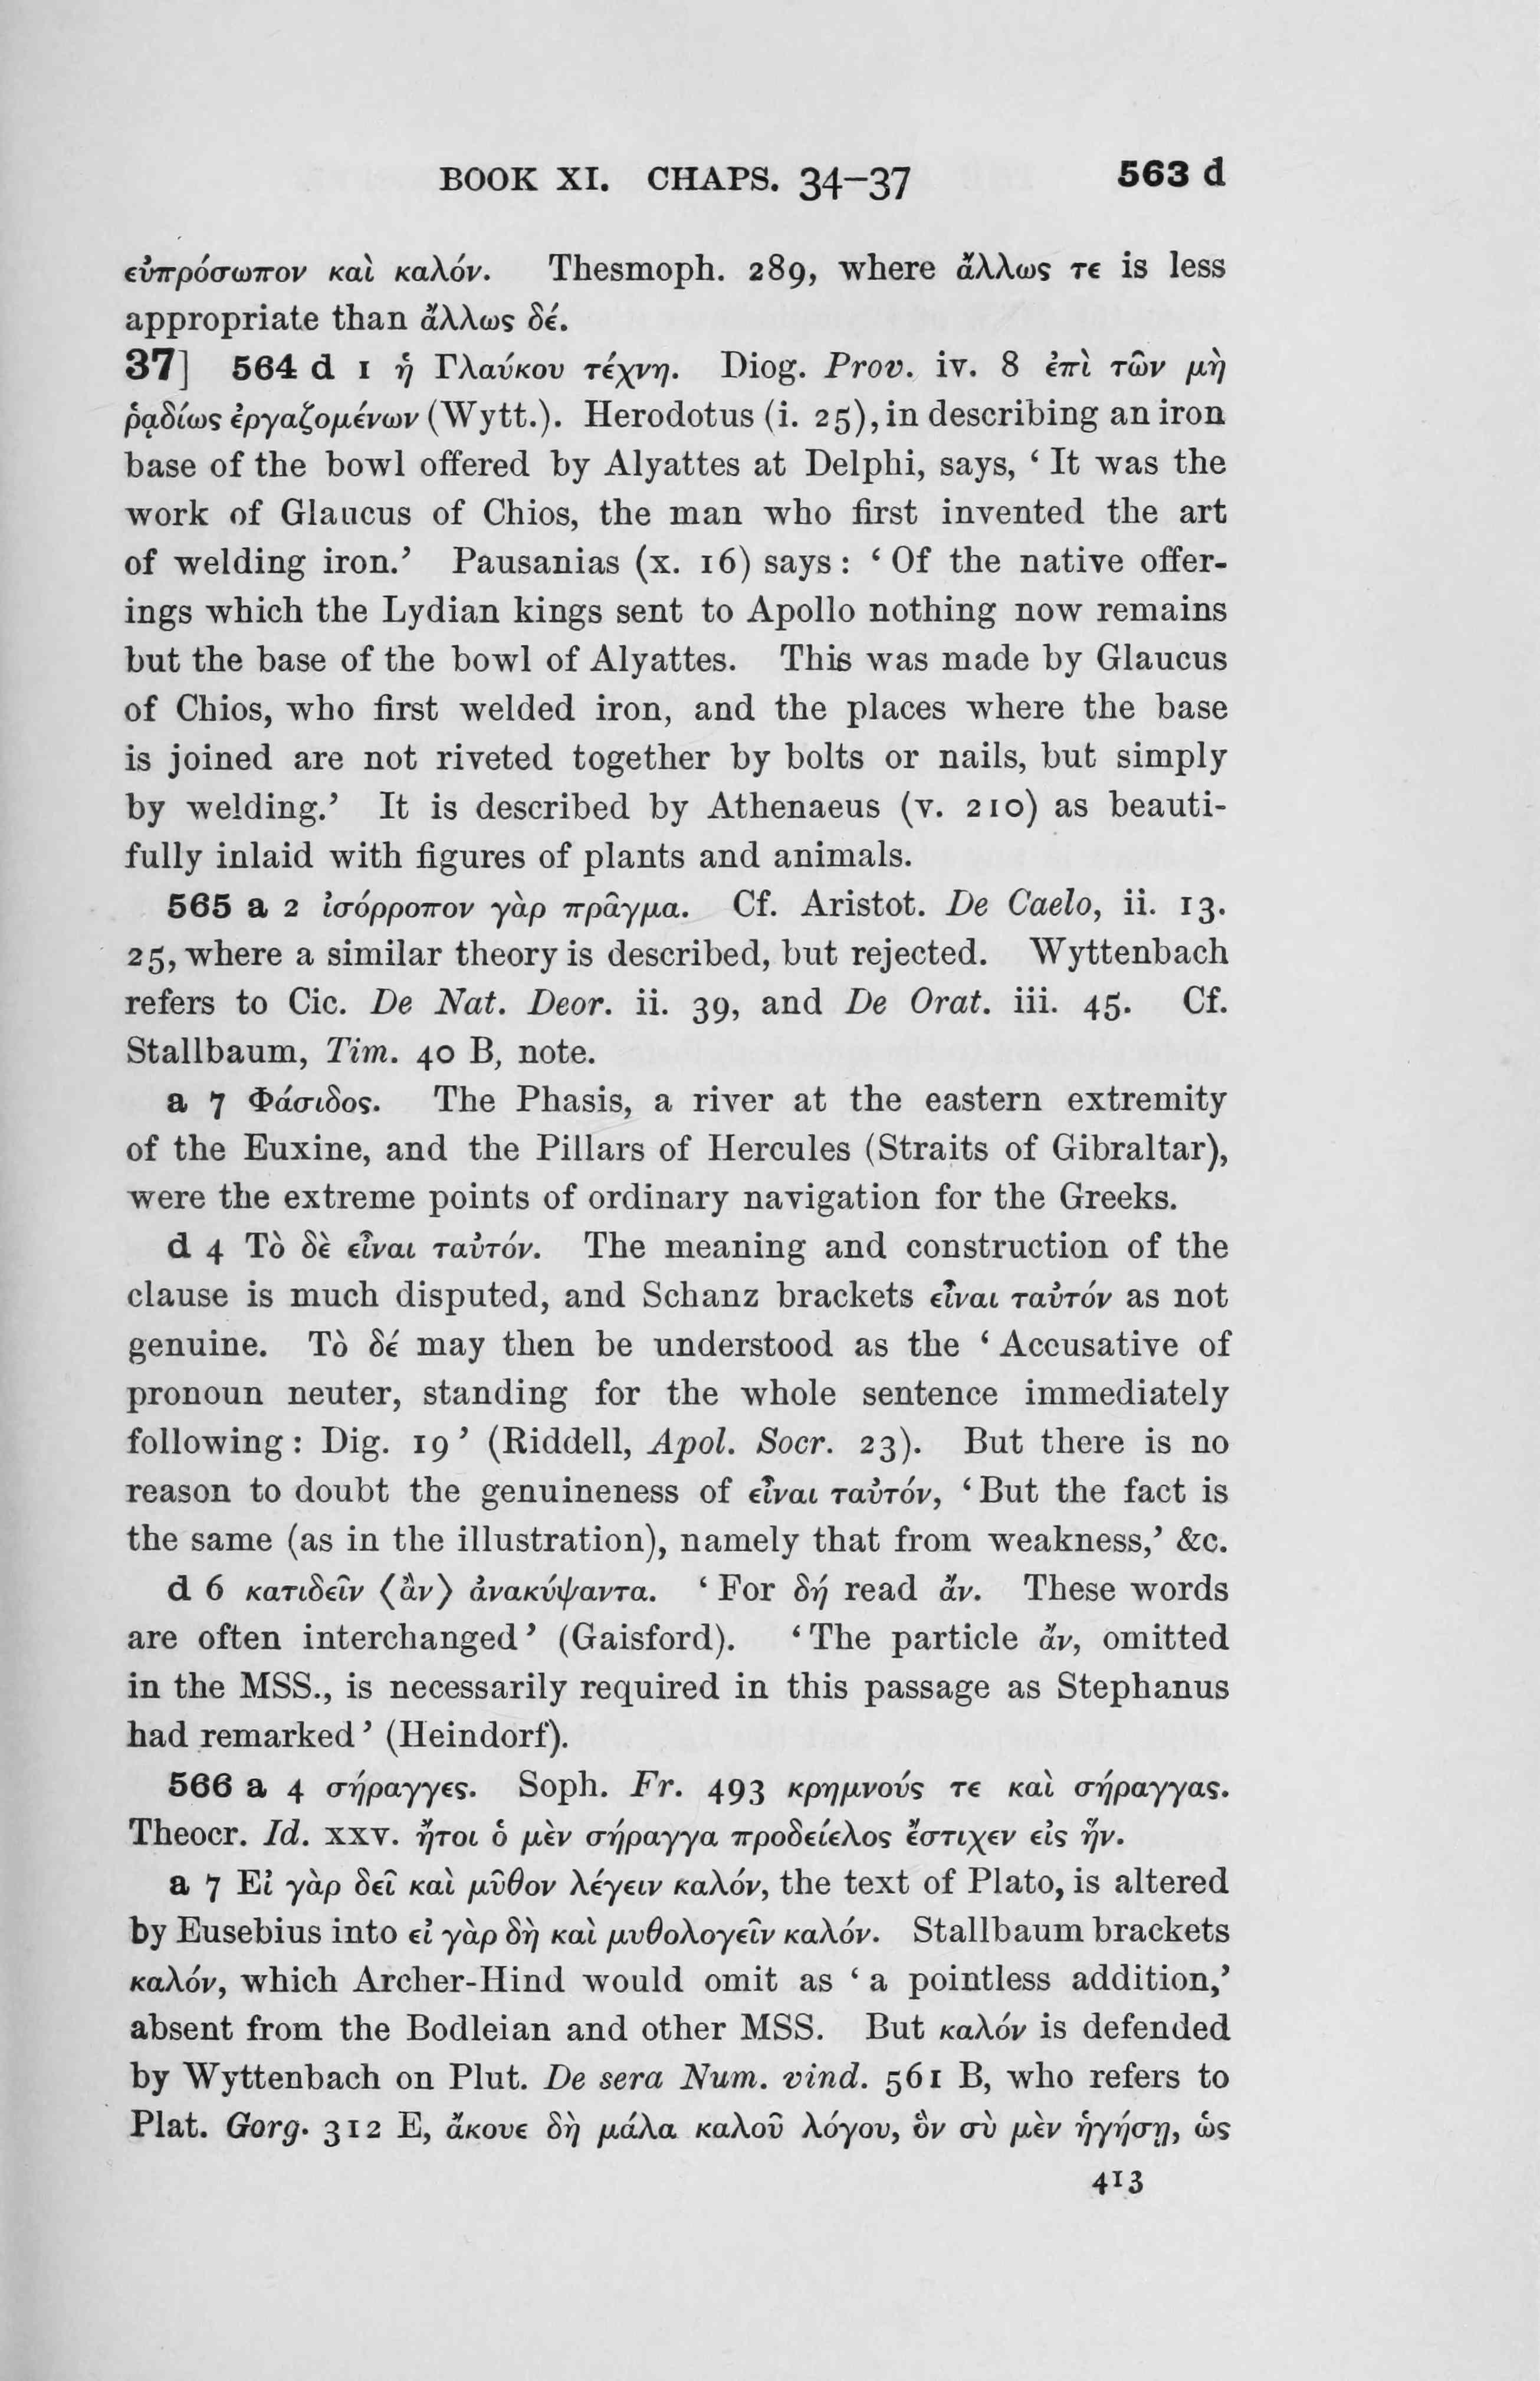 BOOK XI. CHAPS. 34–37 563 d
εὐπρόσωπον καὶ καλόν. Thesmoph. 289, where ἄλλως τε is less
appropriate than ἄλλως δέ.
37] 564 d 1 ἡ Γλαύκου τέχνη. Diog. Prov. iv. 8 ἐπὶ τῶν μὴ
ῥᾳδίως ἐργαζομένων (Wytt.). Herodotus (i. 25), in describing an iron
base of the bowl offered by Alyattes at Delphi, says, ‘ It was the
work of Glaucus of Chios, the man who first invented the art
of welding iron.’ Pausanias (x. 16) says : ‘ Of the native offer-
ings which the Lydian kings sent to Apollo nothing now remains
but the base of the bowl of Alyattes. This was made by Glaucus
of Chios, who first welded iron, and the places where the base
is joined are not riveted together by bolts or nails, but simply
by welding.’ It is described by Athenaeus (v. 210) as beauti-
fully inlaid with figures of plants and animals.
565 a 2 ἰσόρροπον γὰρ πρᾶγμα. Cf. Aristot. De Caelo, ii. 13.
25, where a similar theory is described, but rejected. Wyttenbach
refers to Cic. De Nat. Deor. ii. 39, and De Orat. iii. 45. Cf.
Stallbaum, Tim. 40 B, note.
a 7 Φάσιδος. The Phasis, a river at the eastern extremity
of the Euxine, and the Pillars of Hercules (Straits of Gibraltar),
were the extreme points of ordinary navigation for the Greeks.
d 4 Τὸ δὲ εἶναι ταὐτόν. The meaning and construction of the
clause is much disputed, and Schanz brackets εἶναι ταὐτόν as not
genuine. Τὸ δέ may then be understood as the ‘ Accusative of
pronoun neuter, standing for the whole sentence immediately
following : Dig. 19 ’ (Riddell, Apol. Socr. 23). But there is no
reason to doubt the genuineness of εἶναι ταὐτόν, ‘ But the fact is
the same (as in the illustration), namely that from weakness,’ &c.
d 6 κατιδεῖν ⟨ἂν⟩ ἀνακύψαντα. ‘ For δή read ἄν. These words
are often interchanged ’ (Gaisford). ‘ The particle ἄν, omitted
in the MSS., is necessarily required in this passage as Stephanus
had remarked ’ (Heindorf).
566 a 4 σήραγγες. Soph. Fr. 493 κρημνούς τε καὶ σήραγγας.
Theocr. Id. xxv. ἤτοι ὁ μὲν σήραγγα προδείελος ἔστιχεν εἰς ἥν.
a 7 Εἰ γὰρ δεῖ καὶ μῦθον λέγειν καλόν, the text of Plato, is altered
by Eusebius into εἰ γὰρ δὴ καὶ μυθολογεῖν καλόν. Stallbaum brackets
καλόν, which Archer-Hind would omit as ‘ a pointless addition,’
absent from the Bodleian and other MSS. But καλόν is defended
by Wyttenbach on Plut. De sera Num. vind. 561 B, who refers to
Plat. Gorg. 312 E, ἄκουε δὴ μάλα καλοῦ λόγου, ὃν σὺ μὲν ἡγήσῃ, ὡς
413